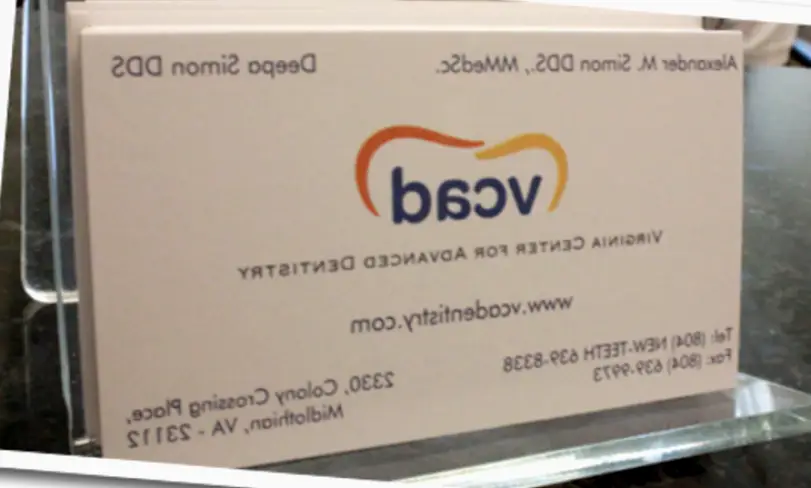 Alexander M. Simon DDS., MMedSc.
Deepa Simon DDS
vcad
VIRGINIA CENTER FOR ADVANCED DENTISTRY
www.vcadentistry.com
Tel: (804) NEW-TEETH 639-8338
Fax: (804) 639-9973
2330, Colony Crossing Place,
Midlothian, VA - 23112